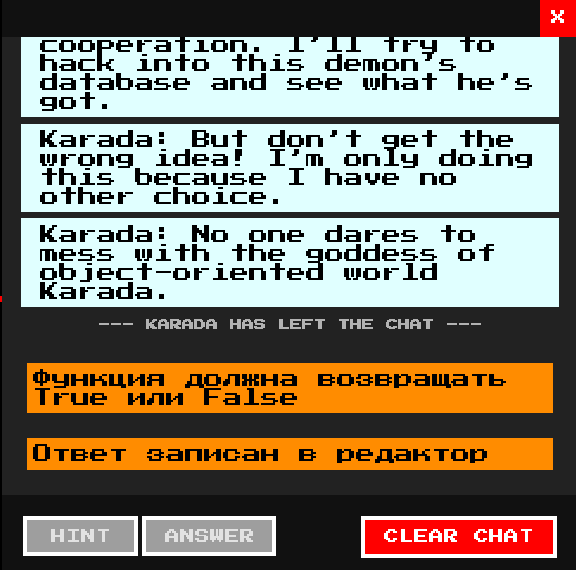 X
cooperation. I'll try to
hack into this demon's
database and see what he's
got.
Karada: But don't get the
wrong idea! I'm only doing
this because I have no
other choice.
Karada: No one dares to
mess with the goddess of
object-oriented world
Karada.
--- KARADA HAS LEFT THE CHAT ---
Функция должна возвращать
True или False
Ответ записан в редактор
HINT ANSWER CLEAR CHAT